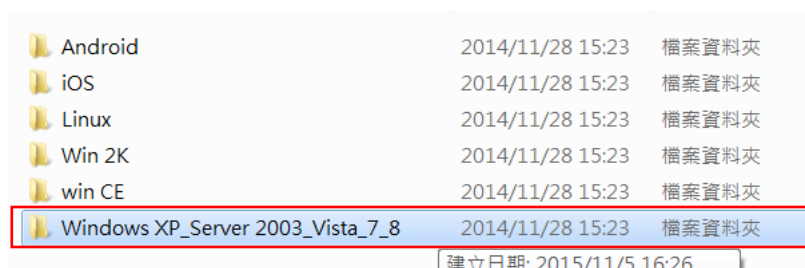 Android 2014/11/28 15:23 檔案資料夾
iOS 2014/11/28 15:23 檔案資料夾
Linux 2014/11/28 15:23 檔案資料夾
Win 2K 2014/11/28 15:23 檔案資料夾
win CE 2014/11/28 15:23 檔案資料夾
Windows XP_Server 2003_Vista_7_8 2014/11/28 15:23 檔案資料夾
建立日期: 2015/11/5 16:26